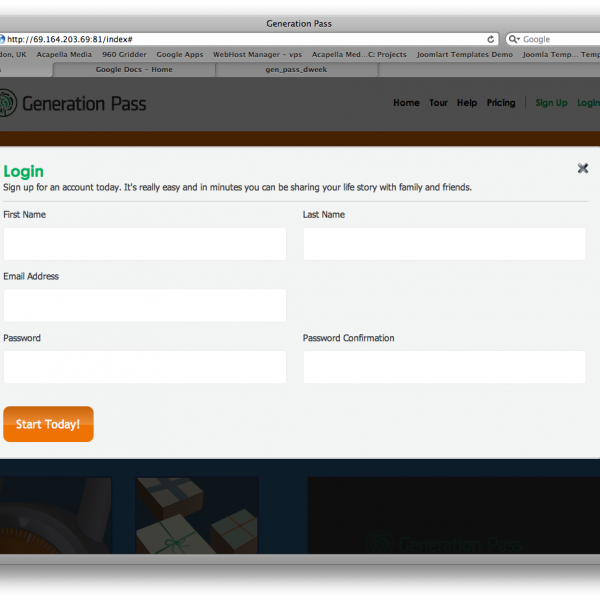 Generation Pass
http://69.164.203.69:81/index#
Google
don, UK Acapella Media 960 Gridder Google Apps WebHost Manager – vps Acapella Med...C: Projects Joomlart Templates Demo Joomla Temp... Temp
Google Docs – Home gen_pass_dweek
Generation Pass
Home Tour Help Pricing Sign Up Login
Login
Sign up for an account today. It's really easy and in minutes you can be sharing your life story with family and friends.
First Name Last Name
Email Address
Password Password Confirmation
Start Today!
Generation Pass